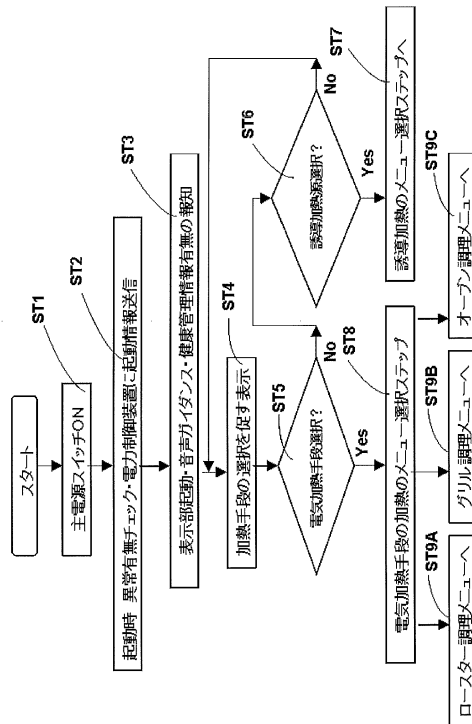 スタート
主電源スイッチON
ST1
起動時　異常有無チェック・電力制御装置に起動情報送信
ST2
表示部起動・音声ガイダンス・健康管理情報有無の報知
ST3
加熱手段の選択を促す表示
ST4
電気加熱手段選択？
ST5
No
Yes
誘導加熱源選択？
ST6
No
Yes
電気加熱手段の加熱のメニュー選択ステップ
ST8
誘導加熱のメニュー選択ステップへ
ST7
ロースター調理メニューへ
ST9A
グリル調理メニューへ
ST9B
オーブン調理メニューへ
ST9C